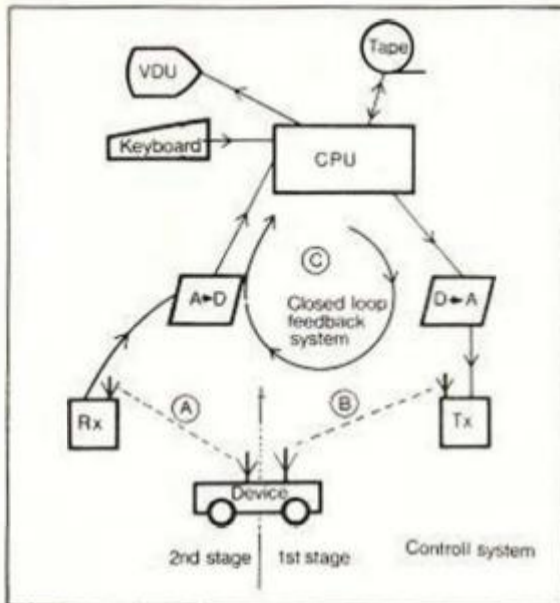 Tape
VDU
Keyboard
CPU
C
A➔D
Closed loop
feedback
system
D➔A
A
B
Rx
Tx
Device
2nd stage
1st stage
Controll system